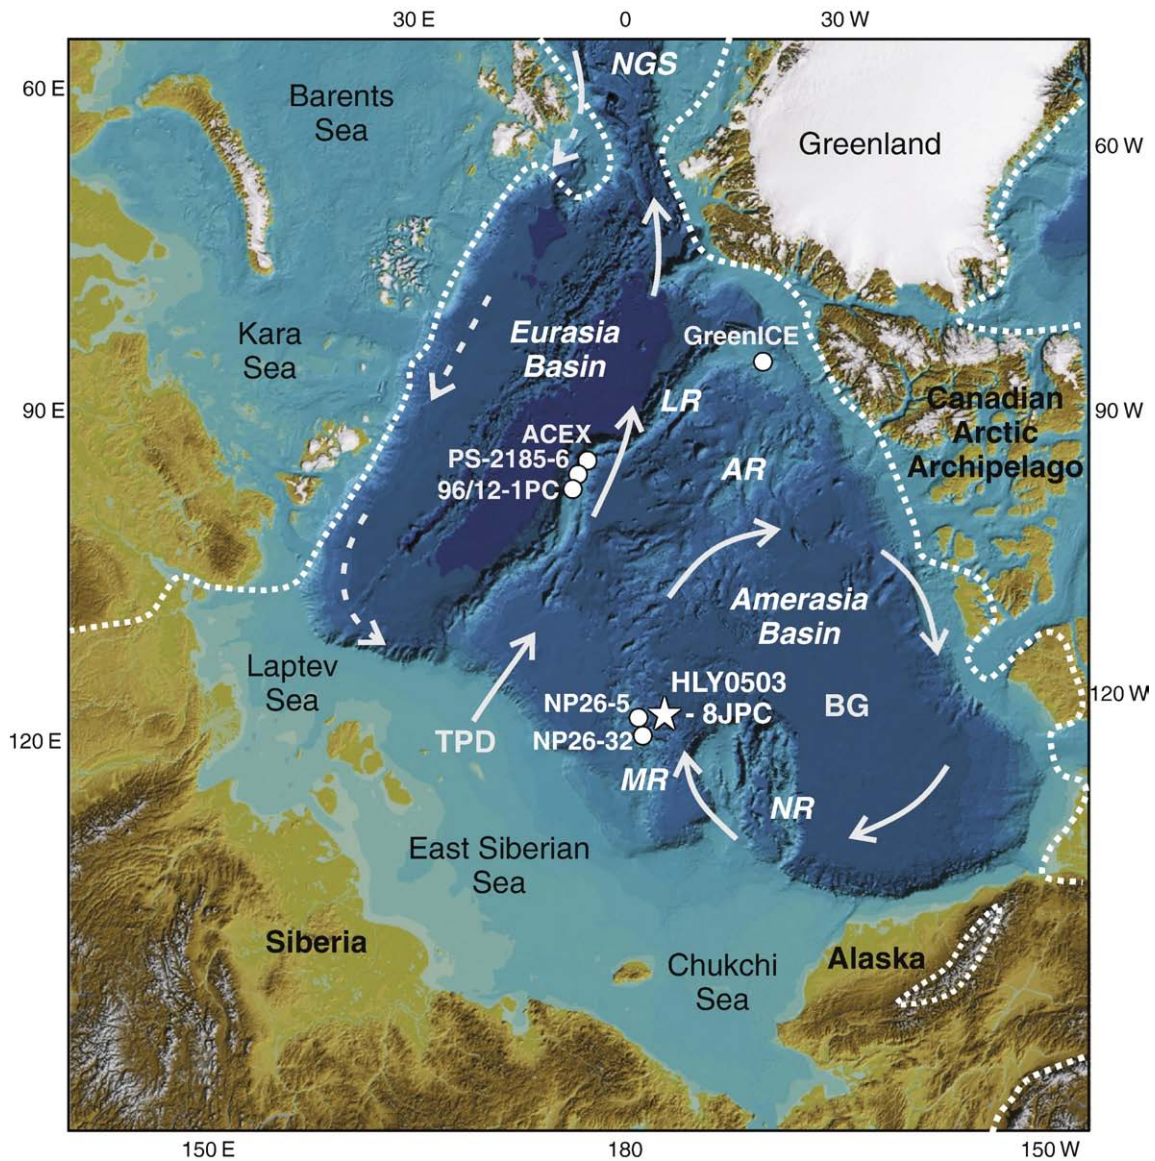 30 E
0
30 W
60 E
NGS
Barents
Sea
Greenland
60 W
Kara
Sea
Eurasia
Basin
GreenICE
LR
90 E
Canadian
Arctic
Archipelago
90 W
ACEX
PS-2185-6
96/12-1PC
AR
Amerasia
Basin
Laptev
Sea
HLY0503
- 8JPC
NP26-5
BG
120 W
120 E
TPD
NP26-32
MR
NR
East Siberian
Sea
Siberia
Chukchi
Sea
Alaska
150 E
180
150 W